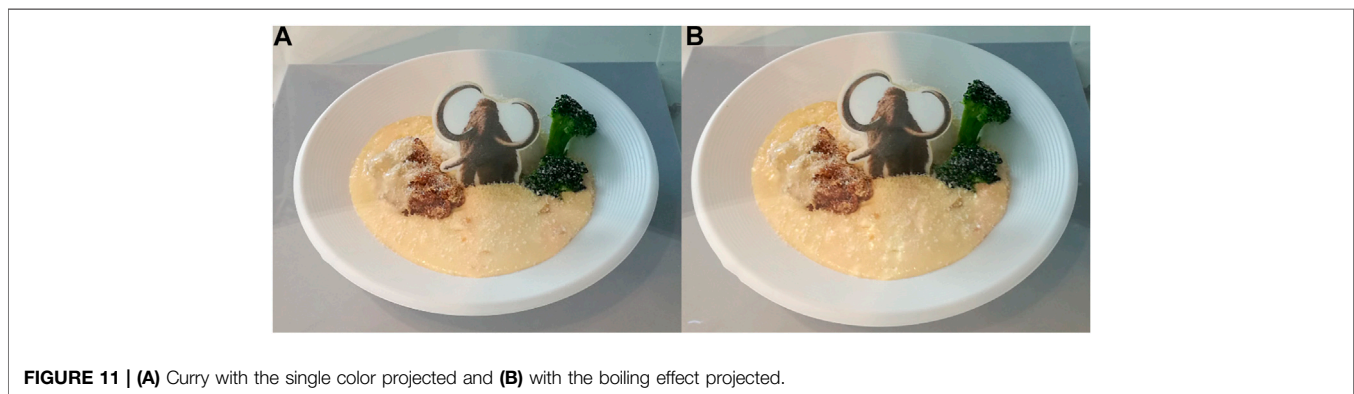 A
B
FIGURE 11 | (A) Curry with the single color projected and (B) with the boiling effect projected.